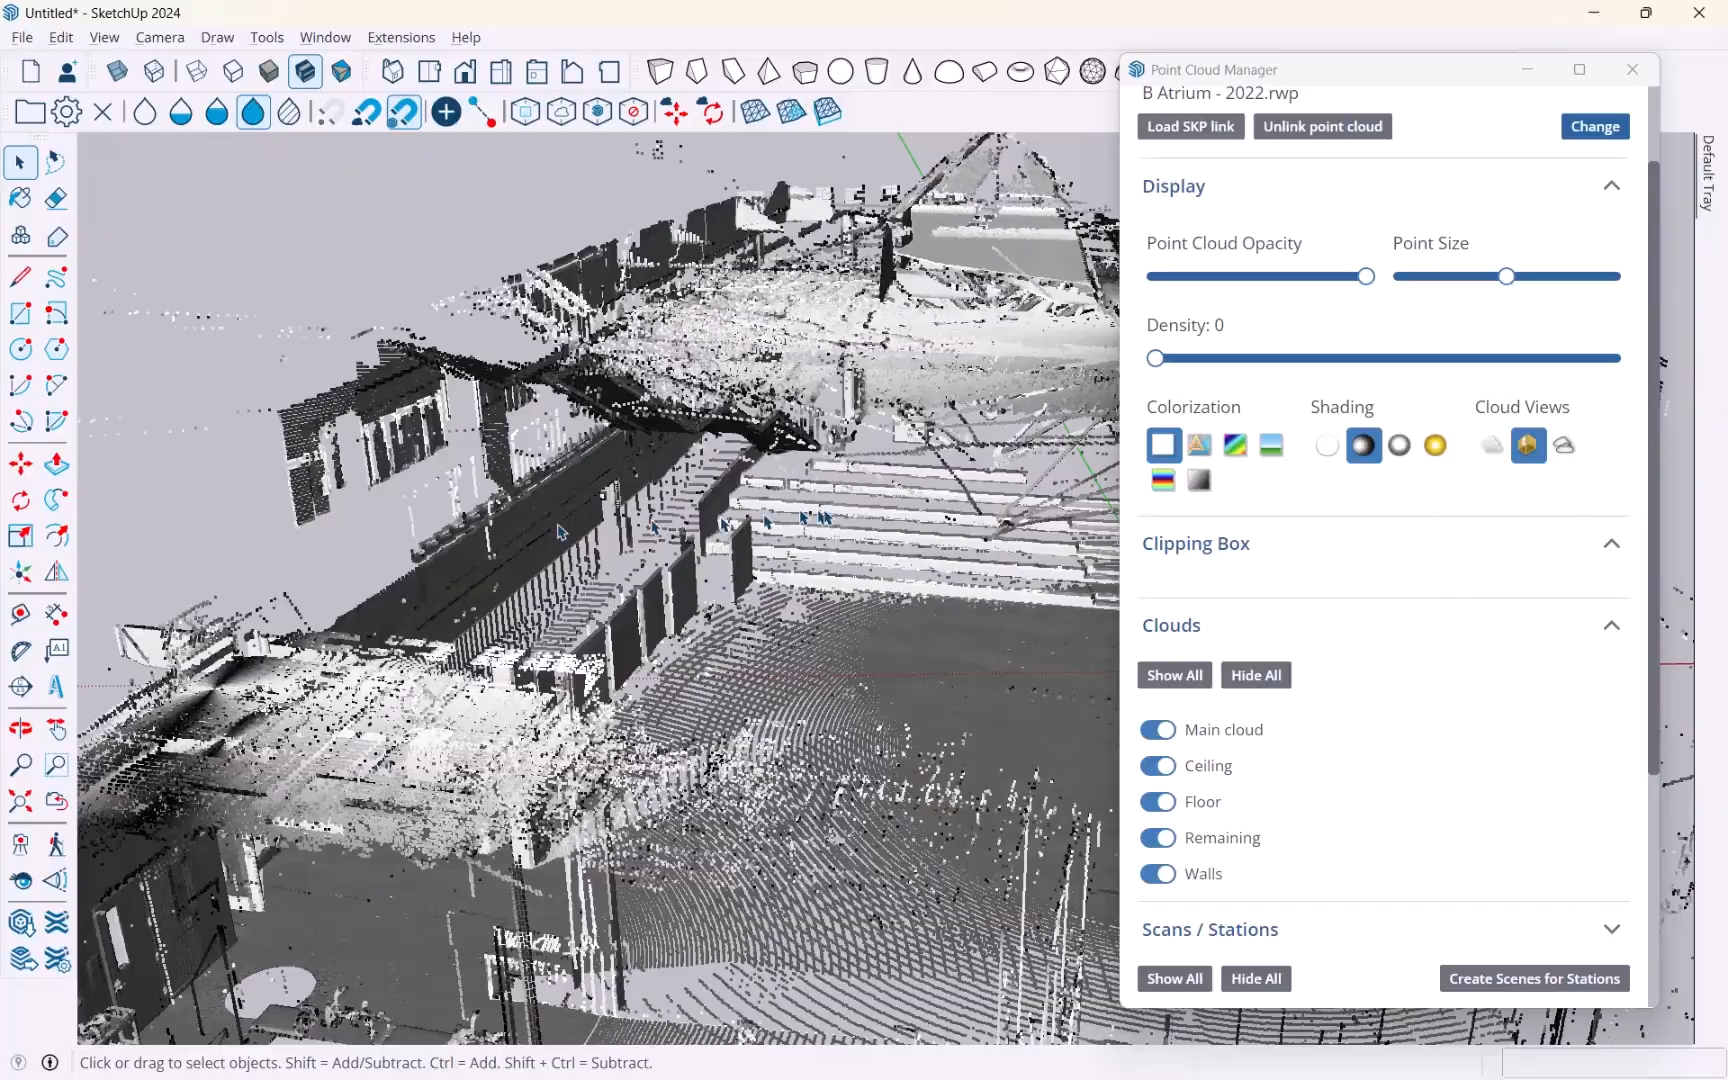 Untitled* - SketchUp 2024
File Edit View Camera Draw Tools Window Extensions Help
Point Cloud Manager
B Atrium - 2022.rwp
Load SKP link Unlink point cloud Change
Default Tray
Display
Point Cloud Opacity Point Size
Density: 0
Colorization Shading Cloud Views
Clipping Box
Clouds
Show All Hide All
Main cloud
Ceiling
Floor
Remaining
Walls
Scans / Stations
Show All Hide All Create Scenes for Stations
Click or drag to select objects. Shift = Add/Subtract. Ctrl = Add. Shift + Ctrl = Subtract.